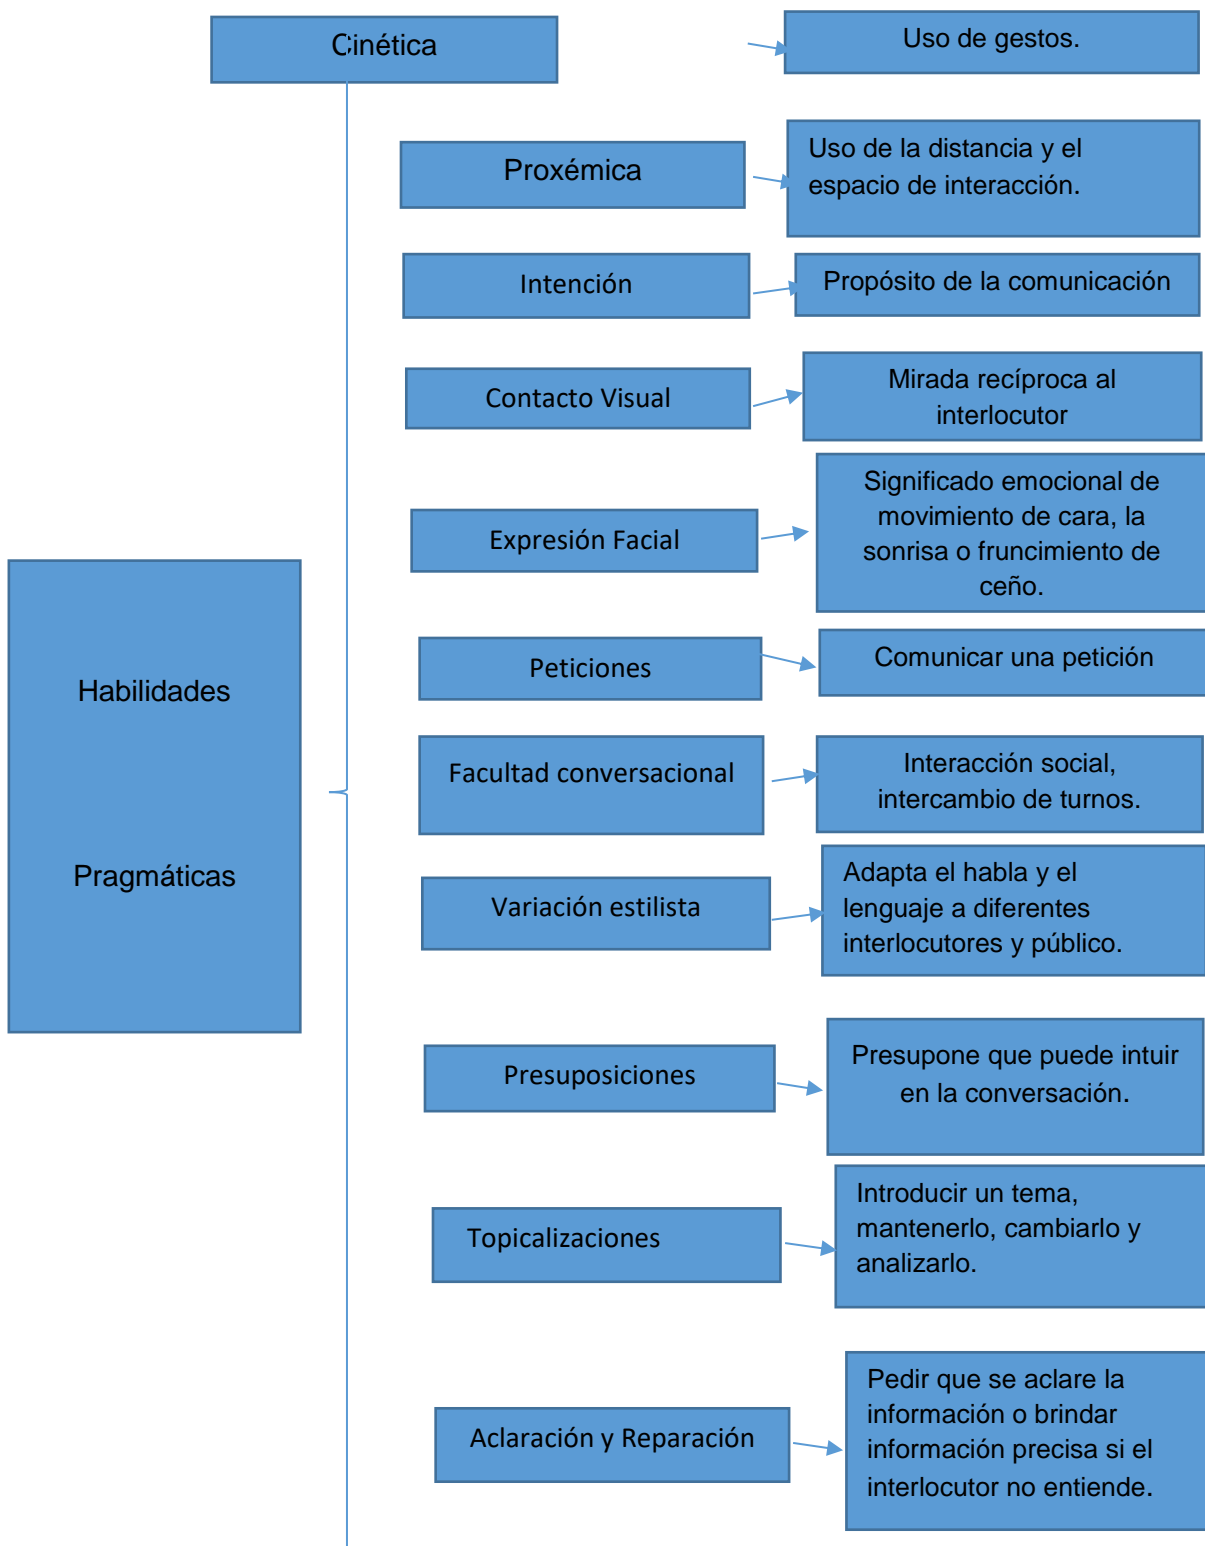 Cinética
Uso de gestos.
Proxémica
Uso de la distancia y el
espacio de interacción.
Intención
Propósito de la comunicación
Contacto Visual
Mirada recíproca al
interlocutor
Expresión Facial
Significado emocional de
movimiento de cara, la
sonrisa o fruncimiento de
ceño.
Habilidades
Pragmáticas
Peticiones
Comunicar una petición
Facultad conversacional
Interacción social,
intercambio de turnos.
Variación estilista
Adapta el habla y el
lenguaje a diferentes
interlocutores y público.
Presuposiciones
Presupone que puede intuir
en la conversación.
Topicalizaciones
Introducir un tema,
mantenerlo, cambiarlo y
analizarlo.
Aclaración y Reparación
Pedir que se aclare la
información o brindar
información precisa si el
interlocutor no entiende.